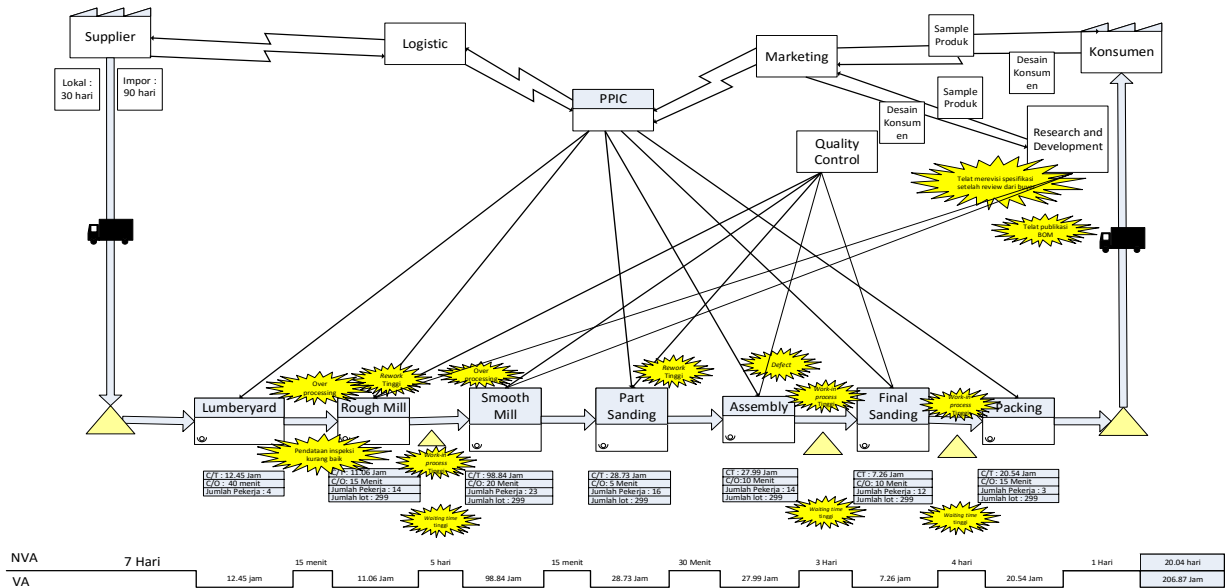 Supplier
Logistic
Marketing
Sample
Produk
Konsumen
Lokal :
30 hari
Impor :
90 hari
PPIC
Desain
Konsum
en
Sample
Produk
Desain
Konsum
en
Quality
Control
Research and
Development
Telat merevisi spesifikasi
setelah review dari buyer
Telat publikasi
BOM
Over
processing
Rework
Tinggi
Over processing
Rework
Tinggi
Defect
Work-in
process
Tinggi
Work-in
process
Tinggi
Lumberyard
Rough Mill
Smooth
Mill
Part
Sanding
Assembly
Final
Sanding
Packing
Pendataan inspeksi
kurang baik
Work-in
process
Tinggi
C/T : 12.45 Jam
C/O : 40 menit
Jumlah Pekerja : 4
C/T : 11.06 Jam
C/O: 15 Menit
Jumlah Pekerja : 14
Jumlah lot : 299
C/T : 98.84 Jam
C/O: 20 Menit
Jumlah Pekerja : 23
Jumlah lot : 299
C/T : 28.73 Jam
C/O: 5 Menit
Jumlah Pekerja : 16
Jumlah lot : 299
CT : 27.99 Jam
C/O:10 Menit
Jumlah Pekerja : 14
Jumlah lot : 299
CT : 7.26 Jam
C/O: 10 Menit
Jumlah Pekerja : 12
Jumlah lot : 299
C/T : 20.54 Jam
C/O: 15 Menit
Jumlah Pekerja : 3
Jumlah lot : 299
Waiting time
tinggi
Waiting time
tinggi
Waiting time
tinggi
NVA 7 Hari 15 menit 5 hari 15 menit 30 Menit 3 Hari 4 hari 1 Hari 20.04 hari
VA 12.45 jam 11.06 Jam 98.84 Jam 28.73 Jam 27.99 Jam 7.26 jam 20.54 Jam 206.87 Jam